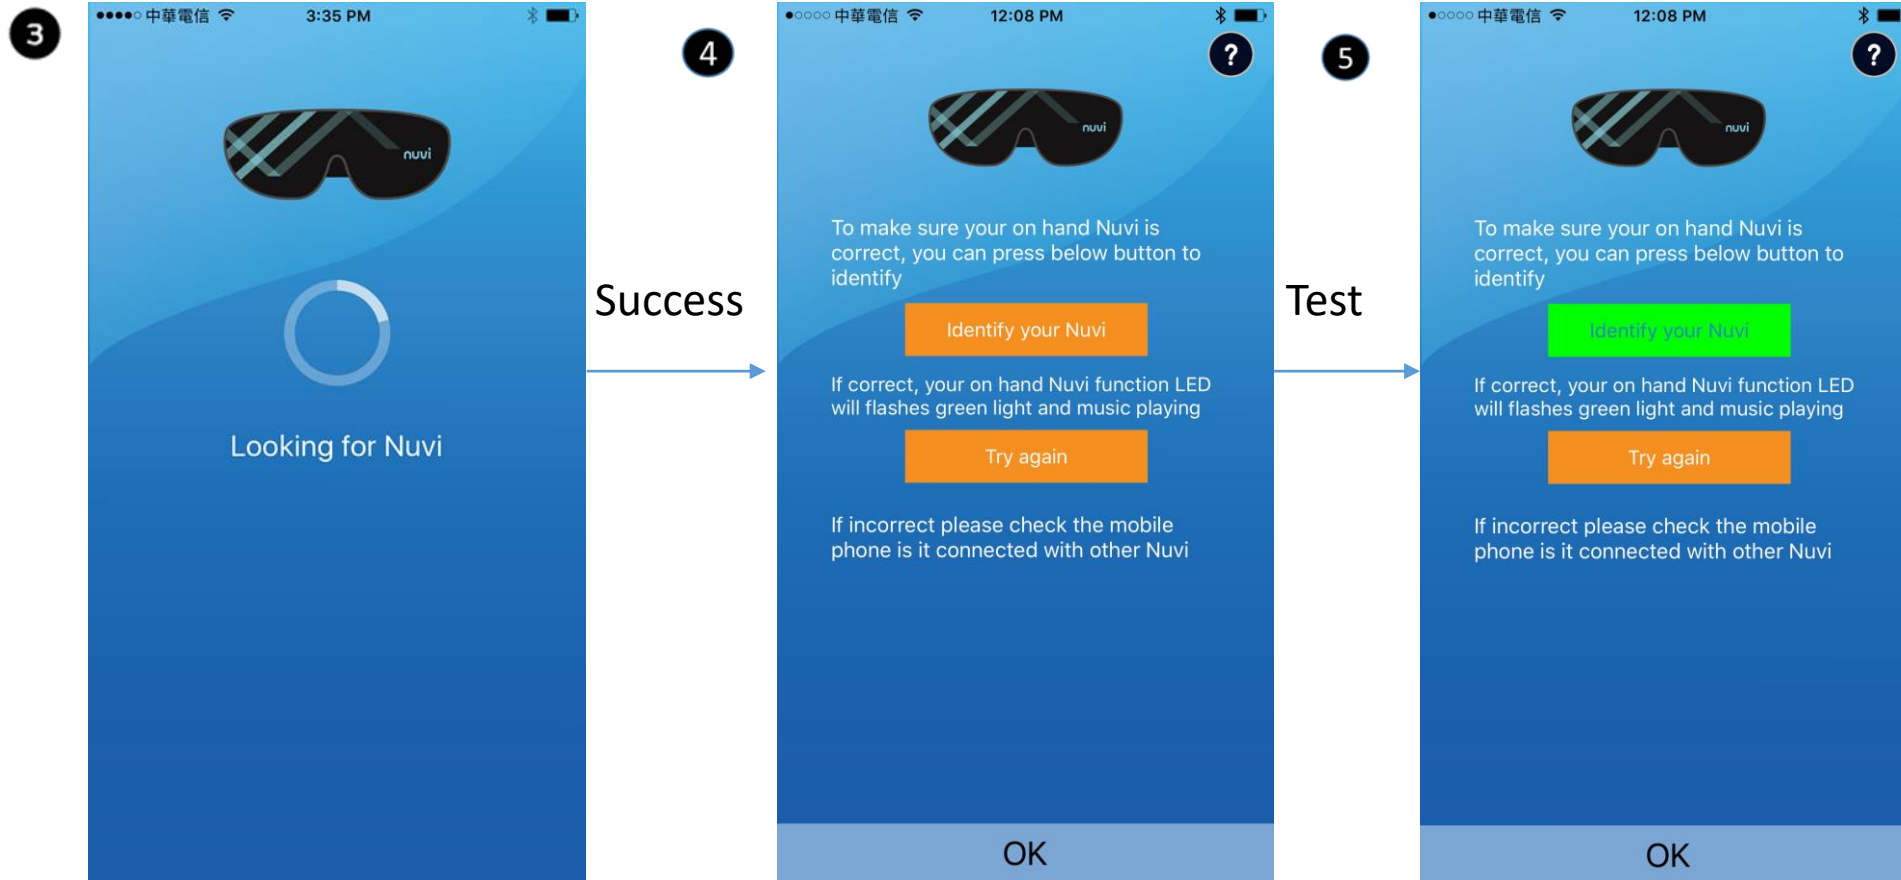 3
中華電信
3:35 PM
nuvi
Looking for Nuvi
Success
4
中華電信
12:08 PM
?
nuvi
To make sure your on hand Nuvi is
correct, you can press below button to
identify
Identify your Nuvi
If correct, your on hand Nuvi function LED
will flashes green light and music playing
Try again
If incorrect please check the mobile
phone is it connected with other Nuvi
OK
Test
5
中華電信
12:08 PM
?
nuvi
To make sure your on hand Nuvi is
correct, you can press below button to
identify
Identify your Nuvi
If correct, your on hand Nuvi function LED
will flashes green light and music playing
Try again
If incorrect please check the mobile
phone is it connected with other Nuvi
OK